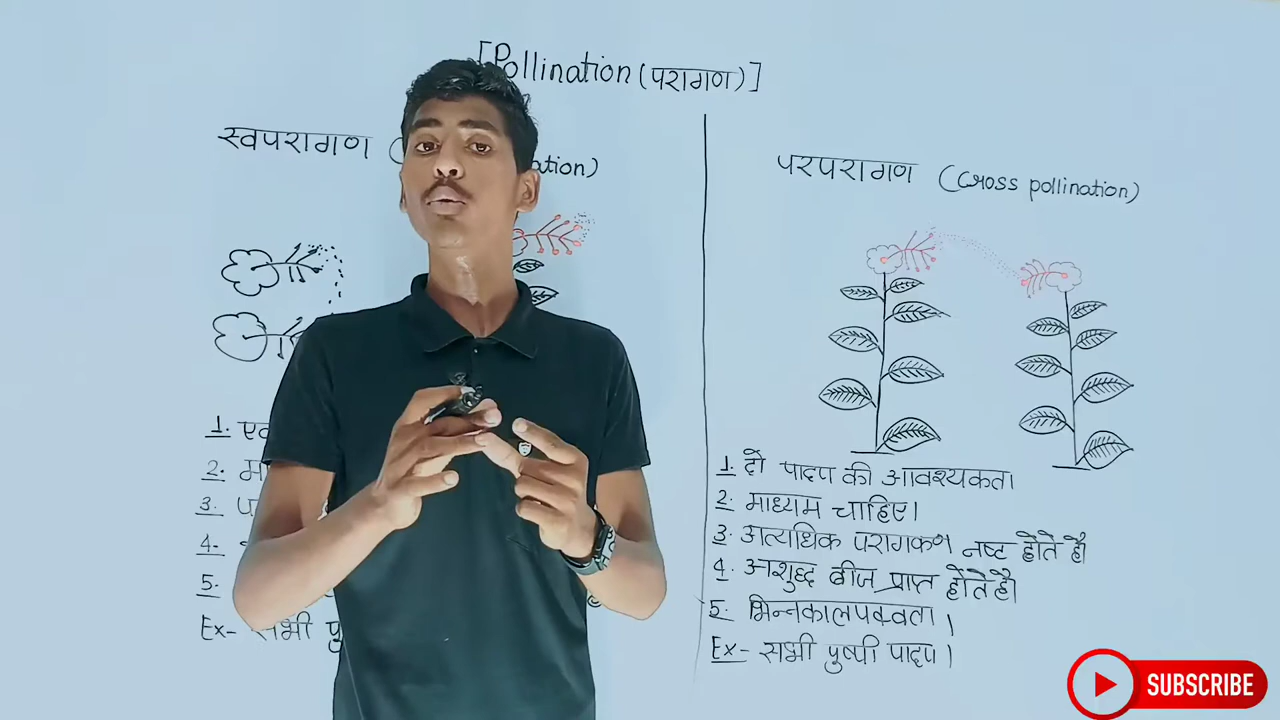 [Pollination (परागण)]
स्वपरागण (
ation)
1.
2.
3.
4.
5.
Ex- सभी
परपरागण (Cross pollination)
1. दो पादप की आवश्यकता
2. माध्यम चाहिए।
3. अत्यधिक परागकण नष्ट होते है
4. अशुद्ध बीज प्राप्त होते है।
5. भिन्नकालपक्वता।
Ex- सभी पुष्पी पादप।
SUBSCRIBE